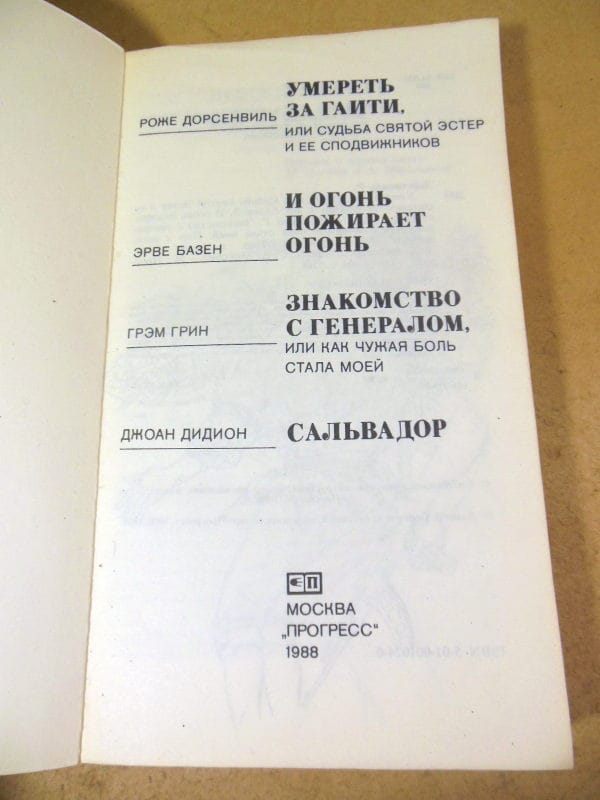 РОЖЕ ДОРСЕНВИЛЬ
УМЕРЕТЬ
ЗА ГАИТИ,
ИЛИ СУДЬБА СВЯТОЙ ЭСТЕР
И ЕЕ СПОДВИЖНИКОВ
ЭРВЕ БАЗЕН
И ОГОНЬ
ПОЖИРАЕТ
ОГОНЬ
ГРЭМ ГРИН
ЗНАКОМСТВО
С ГЕНЕРАЛОМ,
ИЛИ КАК ЧУЖАЯ БОЛЬ
СТАЛА МОЕЙ
ДЖОАН ДИДИОН
САЛЬВАДОР
МОСКВА
„ПРОГРЕСС"
1988